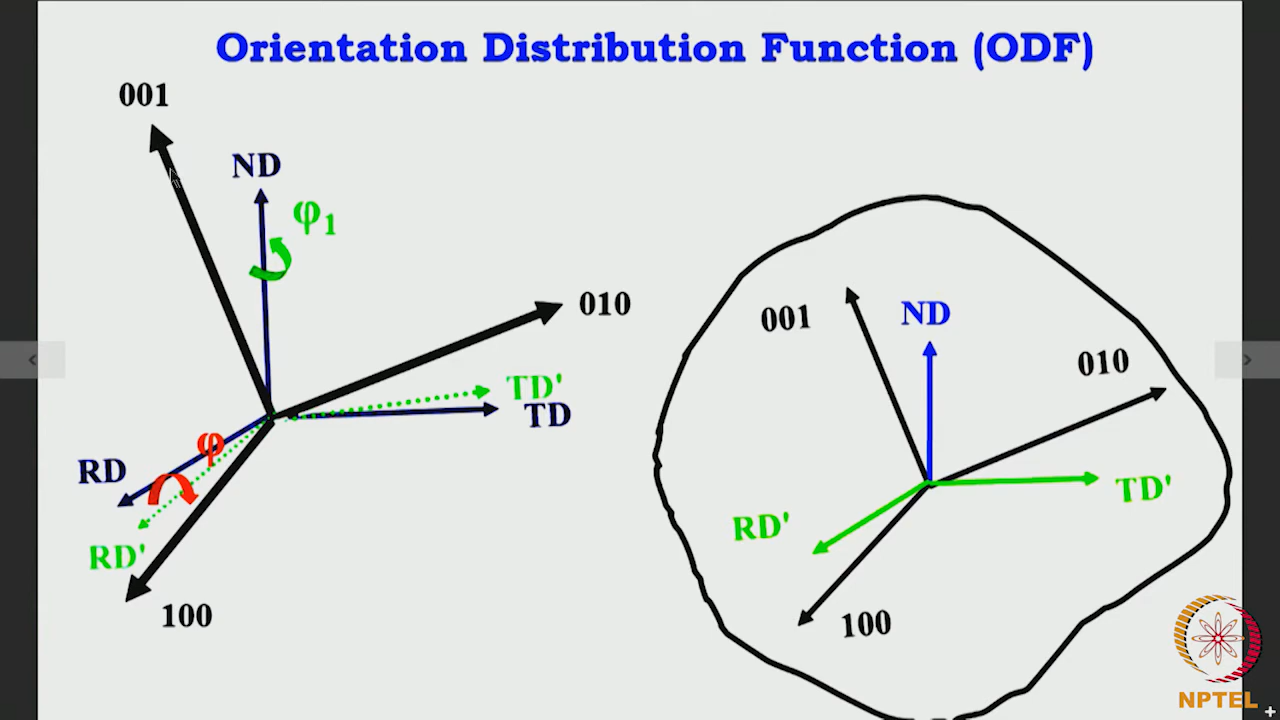 Orientation Distribution Function (ODF)
001
ND
φ1
010
TD'
TD
φ
RD
RD'
100
001
ND
010
TD'
RD'
100
NPTEL